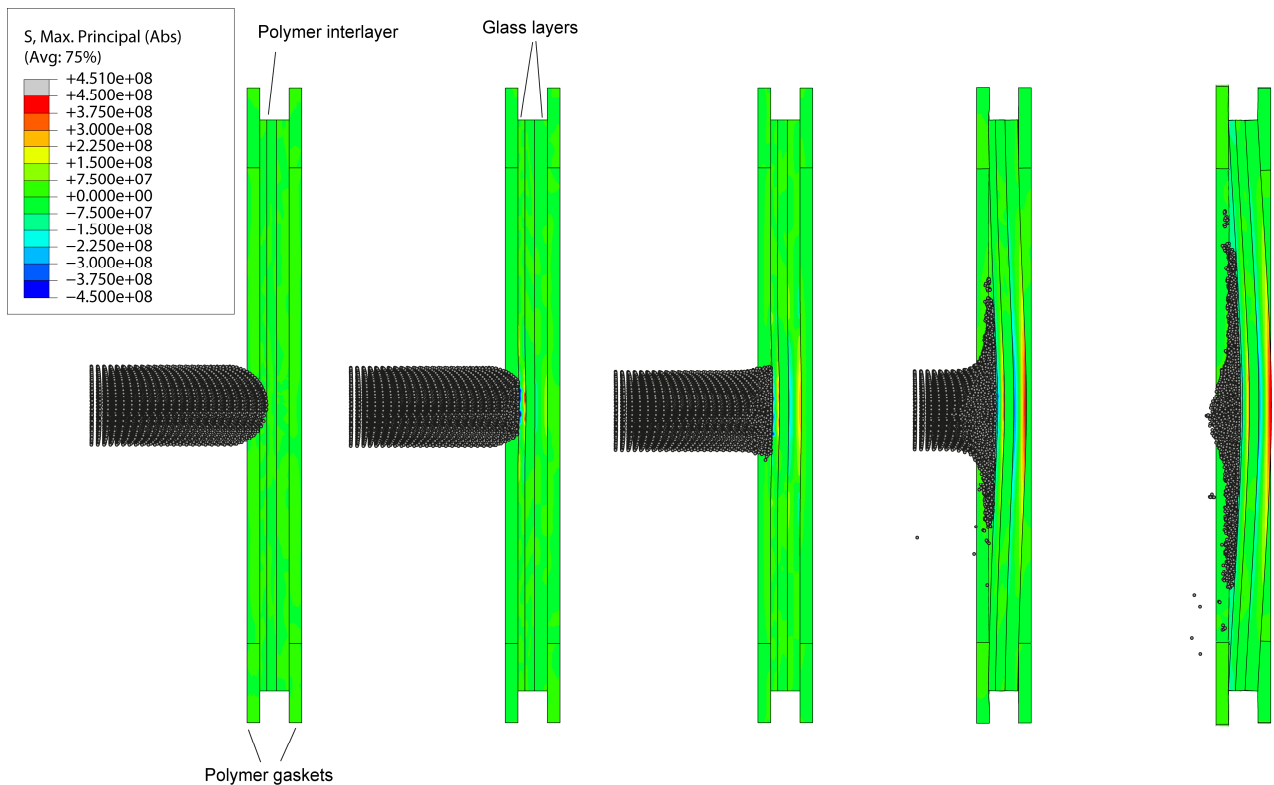 S, Max. Principal (Abs)
(Avg: 75%)
+4.510e+08
+4.500e+08
+3.750e+08
+3.000e+08
+2.250e+08
+1.500e+08
+7.500e+07
+0.000e+00
−7.500e+07
−1.500e+08
−2.250e+08
−3.000e+08
−3.750e+08
−4.500e+08
Polymer interlayer
Glass layers
Polymer gaskets